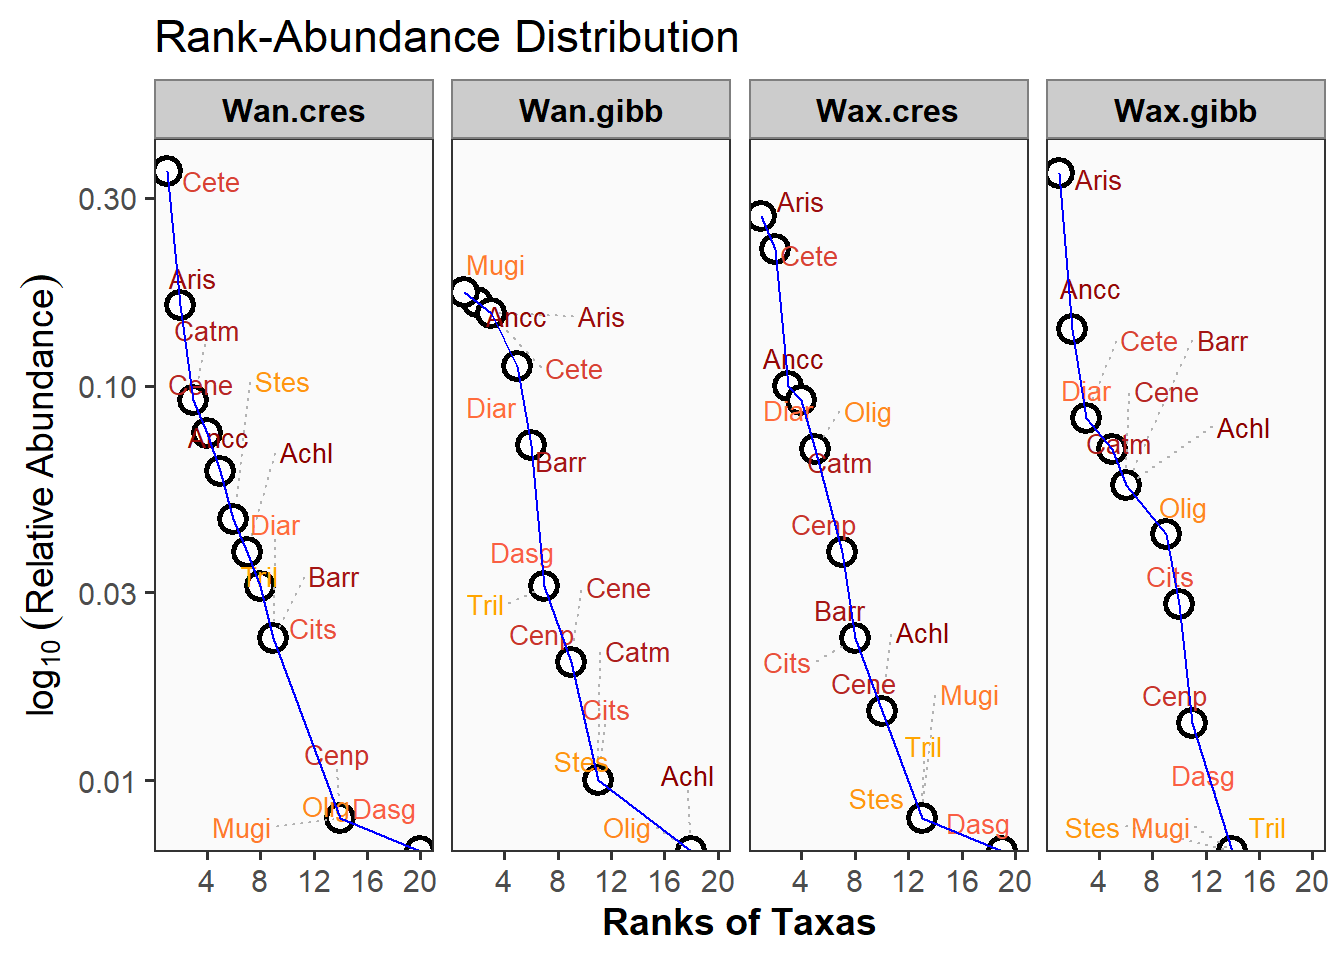 Rank-Abundance Distribution
Wan.cres
Wan.gibb
Wax.cres
Wax.gibb
log10 (Relative Abundance)
0.30
0.10
0.03
0.01
Cete
Aris
Catm
Cene
Stes
Ancc
Achl
Diar
Tril
Barr
Cits
Cenp
Olig
Dasg
Mugi
Mugi
Ancc
Aris
Cete
Diar
Barr
Dasg
Tril
Cene
Cenp
Catm
Cits
Stes
Achl
Olig
Aris
Cete
Ancc
Diar
Olig
Catm
Cenp
Barr
Achl
Cits
Cene
Mugi
Tril
Stes
Dasg
Aris
Ancc
Cete
Barr
Diar
Cene
Achl
Catm
Olig
Cits
Cenp
Dasg
Stes
Mugi
Tril
4 8 12 16 20
4 8 12 16 20
4 8 12 16 20
4 8 12 16 20
Ranks of Taxas